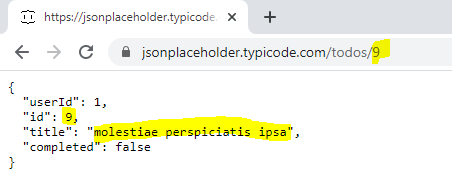 https://jsonplaceholder.typicode
jsonplaceholder.typicode.com/todos/9
{
"userId": 1,
"id": 9,
"title": "molestiae perspiciatis ipsa",
"completed": false
}